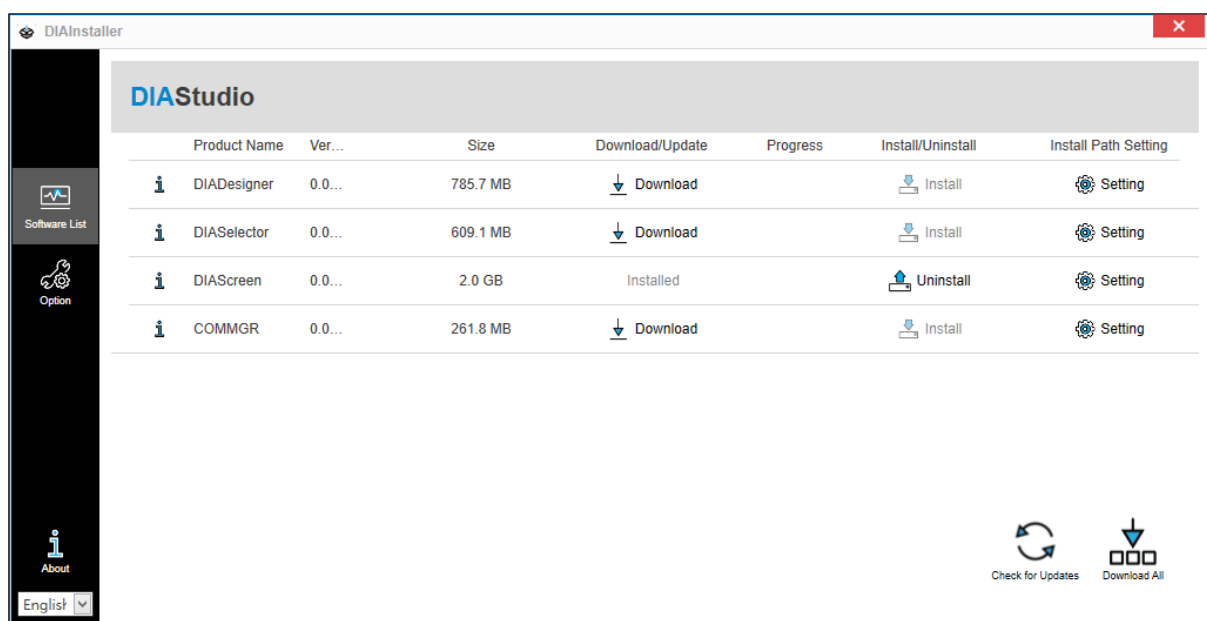 DIAInstaller
DIAStudio
Product Name Ver... Size Download/Update Progress Install/Uninstall Install Path Setting
DIADesigner 0.0... 785.7 MB Download Install Setting
DIASelector 0.0... 609.1 MB Download Install Setting
DIAScreen 0.0... 2.0 GB Installed Uninstall Setting
COMMGR 0.0... 261.8 MB Download Install Setting
Software List
Option
About
English
Check for Updates
Download All